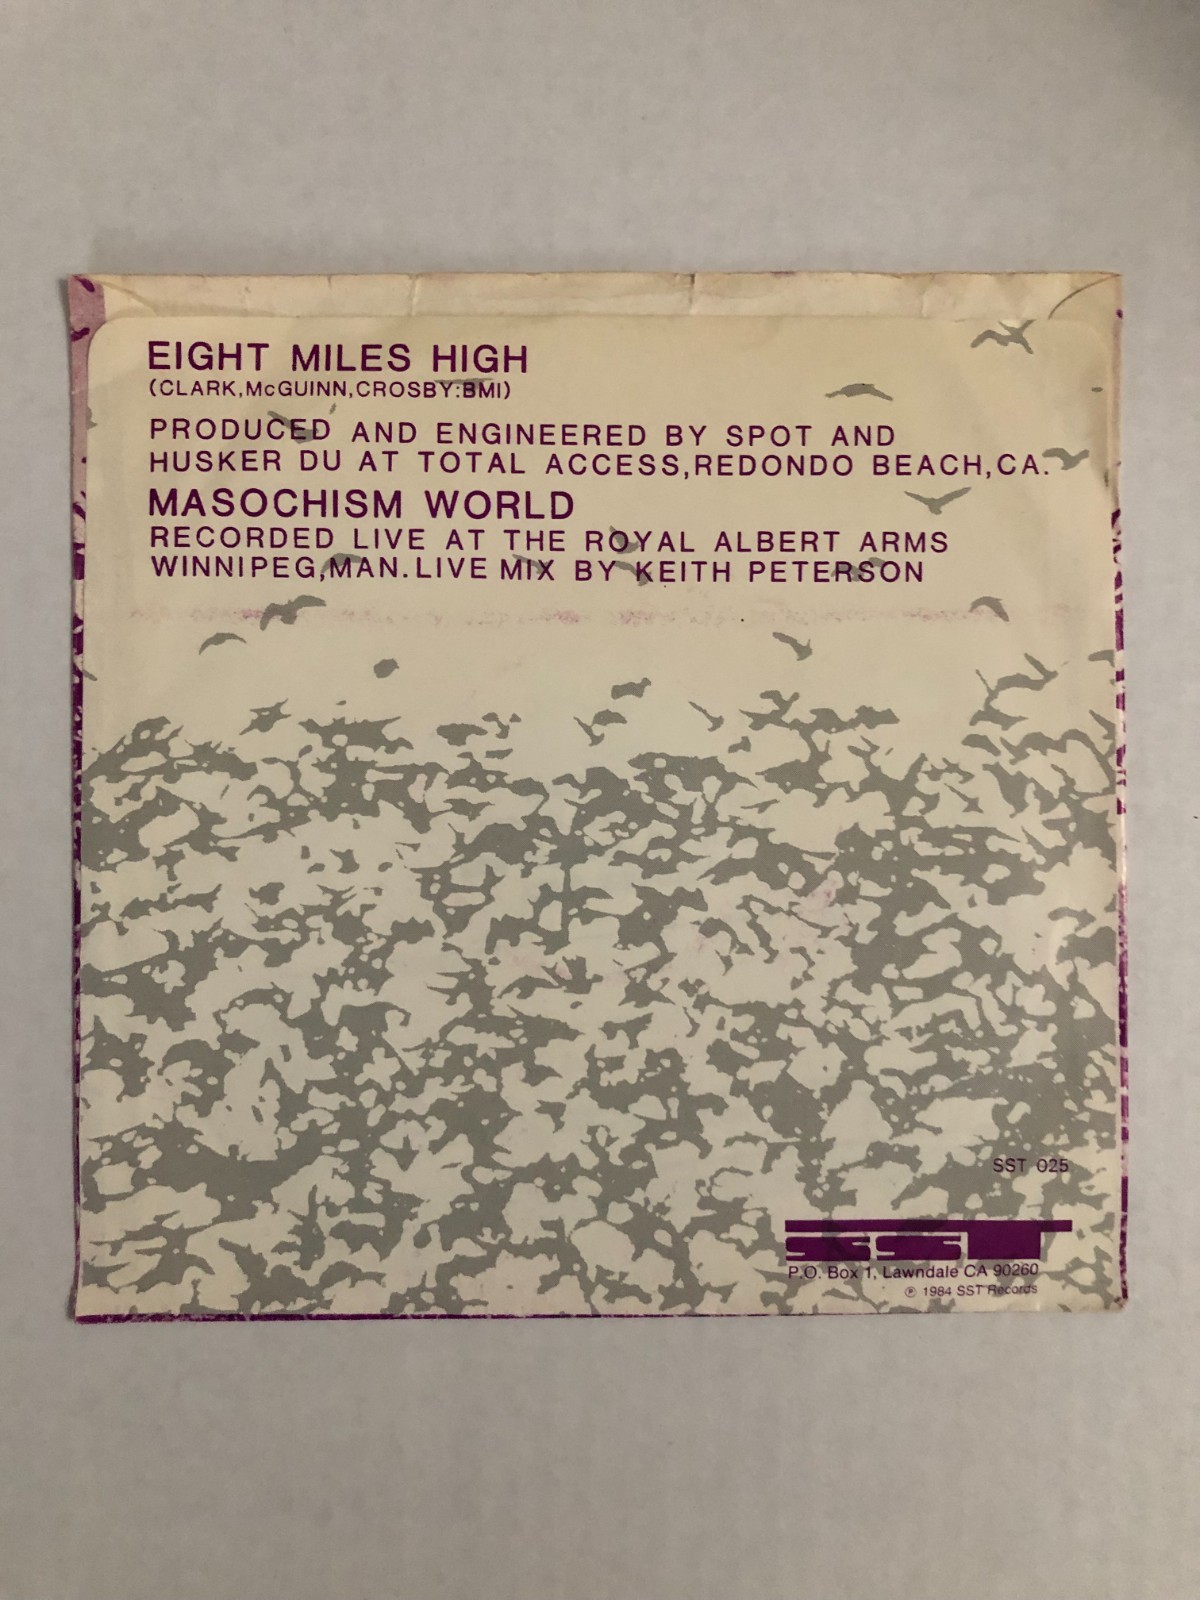 EIGHT MILES HIGH
(CLARK,McGUINN,CROSBY:BMI)
PRODUCED AND ENGINEERED BY SPOT AND
HUSKER DU AT TOTAL ACCESS,REDONDO BEACH,CA.
MASOCHISM WORLD
RECORDED LIVE AT THE ROYAL ALBERT ARMS
WINNIPEG,MAN.LIVE MIX BY KEITH PETERSON
SST 025
SST
P.O. Box 1, Lawndale CA 90260
℗ 1984 SST Records